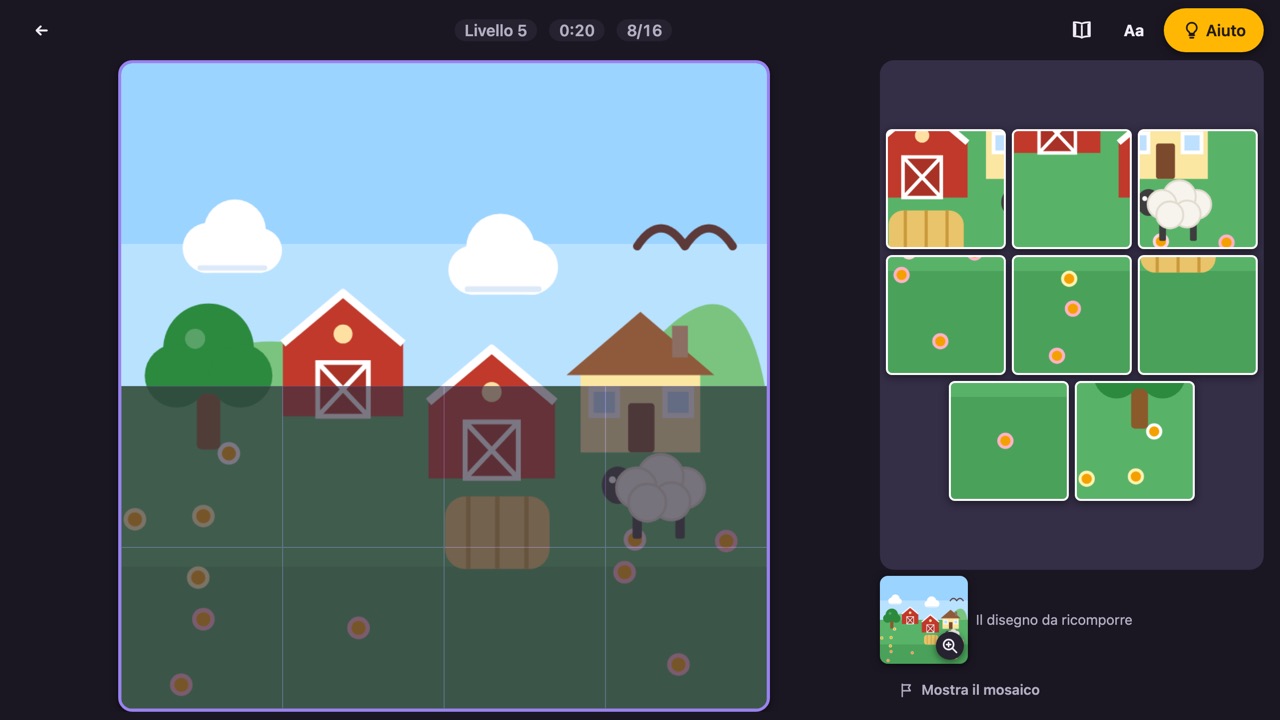 Livello 5
0:20
8/16
Aa
Aiuto
Il disegno da ricomporre
Mostra il mosaico